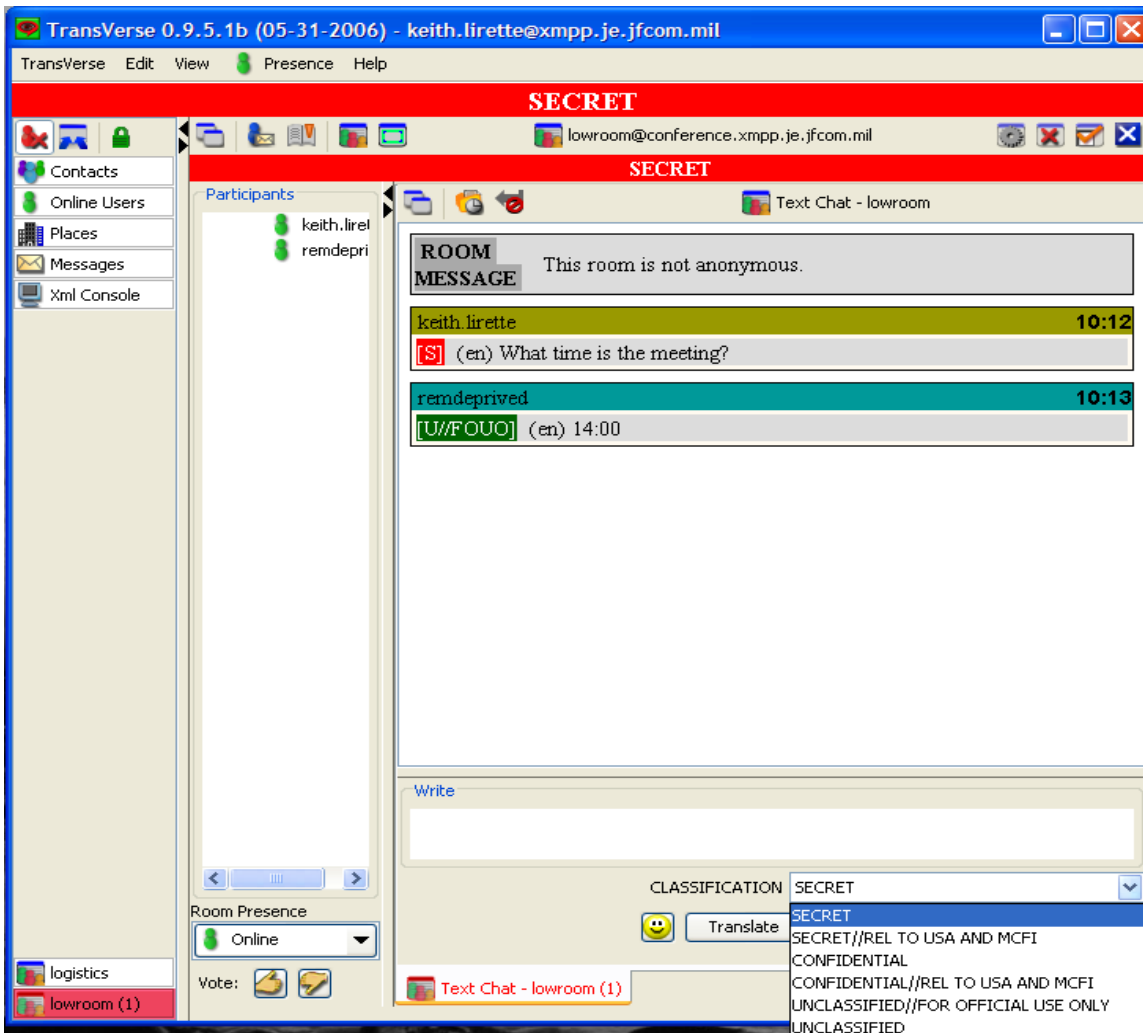 TransVerse 0.9.5.1b (05-31-2006) - keith.lirette@xmpp.je.jfcom.mil
TransVerse Edit View Presence Help
SECRET
lowroom@conference.xmpp.je.jfcom.mil
SECRET
Contacts
Online Users
Places
Messages
Xml Console
Participants
keith.liret
remdepri
Text Chat - lowroom
ROOM MESSAGE
This room is not anonymous.
keith.lirette 10:12
[S] (en) What time is the meeting?
remdeprived 10:13
[U//FOUO] (en) 14:00
Write
CLASSIFICATION SECRET
Translate
SECRET
SECRET//REL TO USA AND MCFI
CONFIDENTIAL
CONFIDENTIAL//REL TO USA AND MCFI
UNCLASSIFIED//FOR OFFICIAL USE ONLY
UNCLASSIFIED
Room Presence
Online
Vote:
logistics
lowroom (1)
Text Chat - lowroom (1)